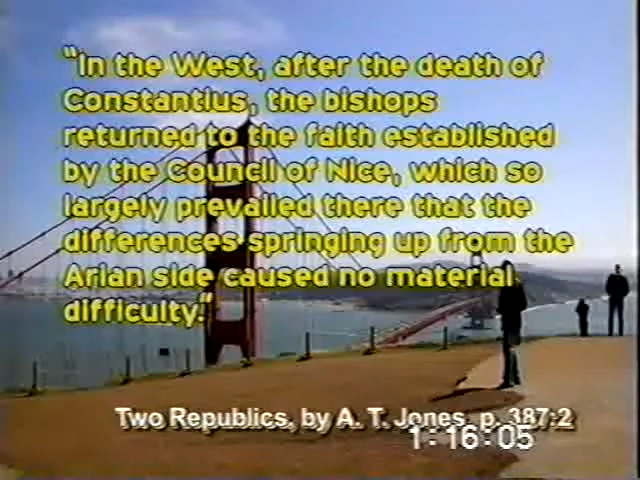 “In the West, after the death of
Constantius, the bishops
returned to the faith established
by the Council of Nice, which so
largely prevailed there that the
differences springing up from the
Arian side caused no material
difficulty.”
Two Republics, by A. T. Jones, p. 387:2
1:16:05